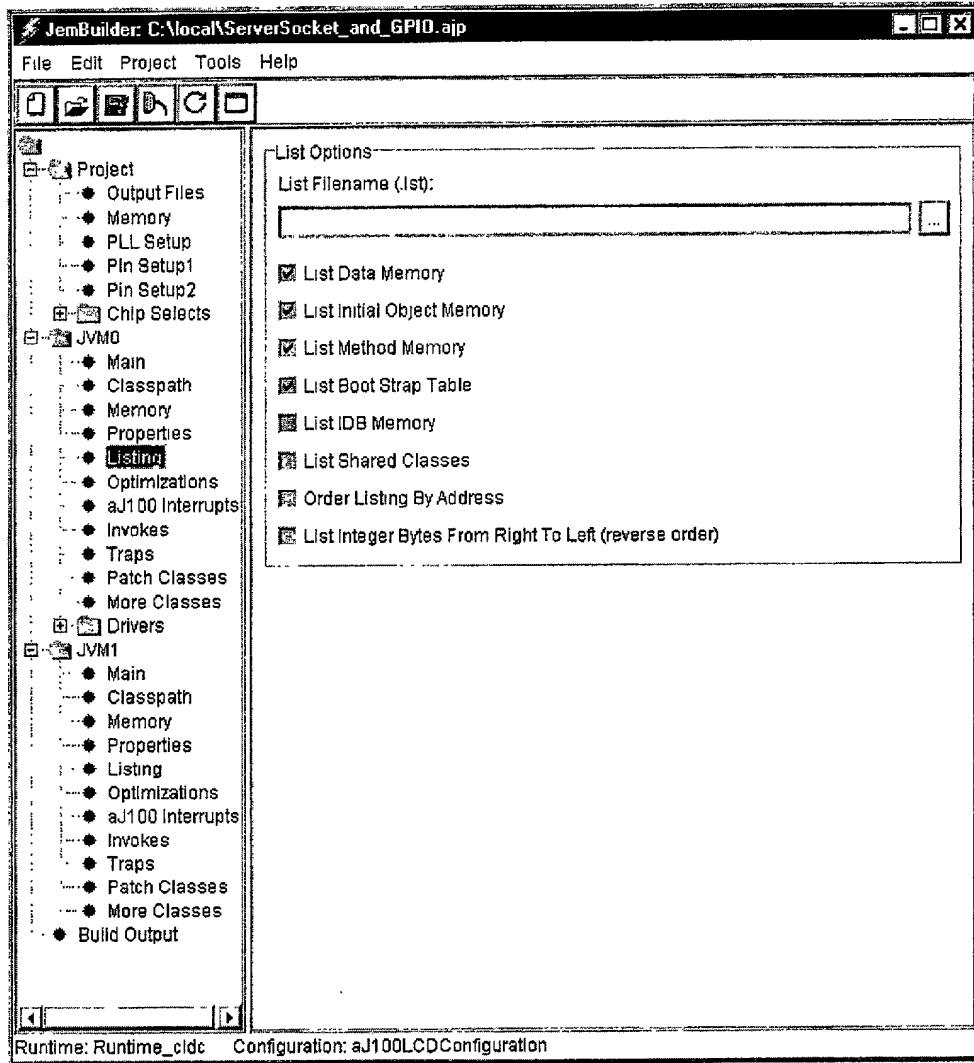 JemBuilder: C:\local\ServerSocket_and_GPIO.ajp
File Edit Project Tools Help
Project
Output Files
Memory
PLL Setup
Pin Setup1
Pin Setup2
Chip Selects
JVM0
Main
Classpath
Memory
Properties
Listing
Optimizations
aJ100 Interrupts
Invokes
Traps
Patch Classes
More Classes
Drivers
JVM1
Main
Classpath
Memory
Properties
Listing
Optimizations
aJ100 Interrupts
Invokes
Traps
Patch Classes
More Classes
Build Output
List Options
List Filename (.lst):
...
List Data Memory
List Initial Object Memory
List Method Memory
List Boot Strap Table
List IDB Memory
List Shared Classes
Order Listing By Address
List Integer Bytes From Right To Left (reverse order)
Runtime: Runtime_cldc Configuration: aJ100LCDConfiguration